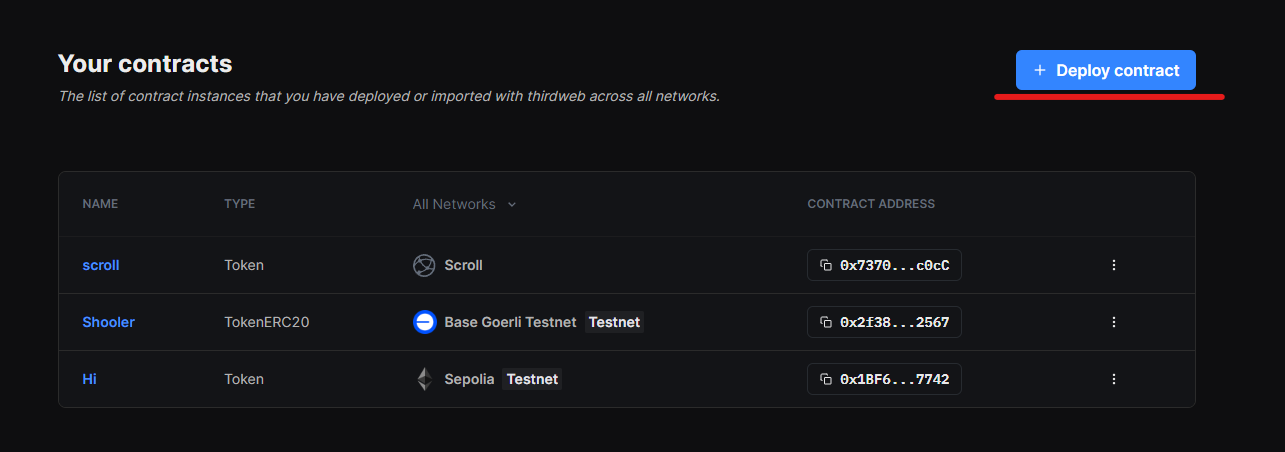 Your contracts
+ Deploy contract
The list of contract instances that you have deployed or imported with thirdweb across all networks.
NAME TYPE All Networks CONTRACT ADDRESS
scroll Token Scroll 0x7370...c0cC
Shooler TokenERC20 Base Goerli Testnet Testnet 0x2f38...2567
Hi Token Sepolia Testnet 0x1BF6...7742